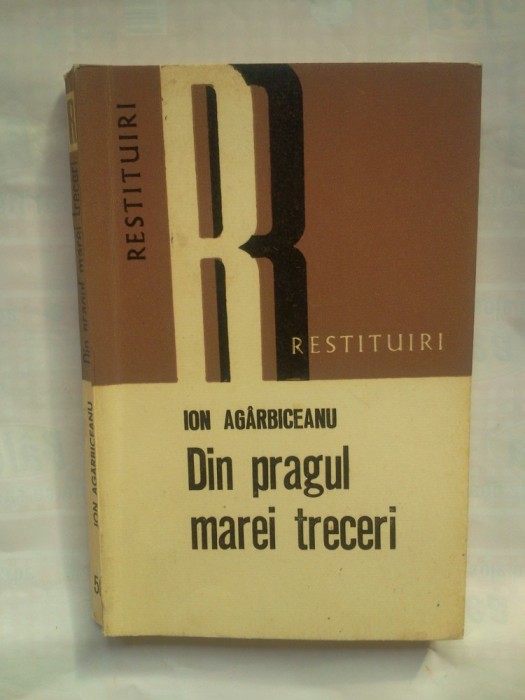 RESTITUIRI
R
RESTITUIRI
ION AGÂRBICEANU
Din pragul
marei treceri
R
Din pragul marei treceri
ION AGÂRBICEANU